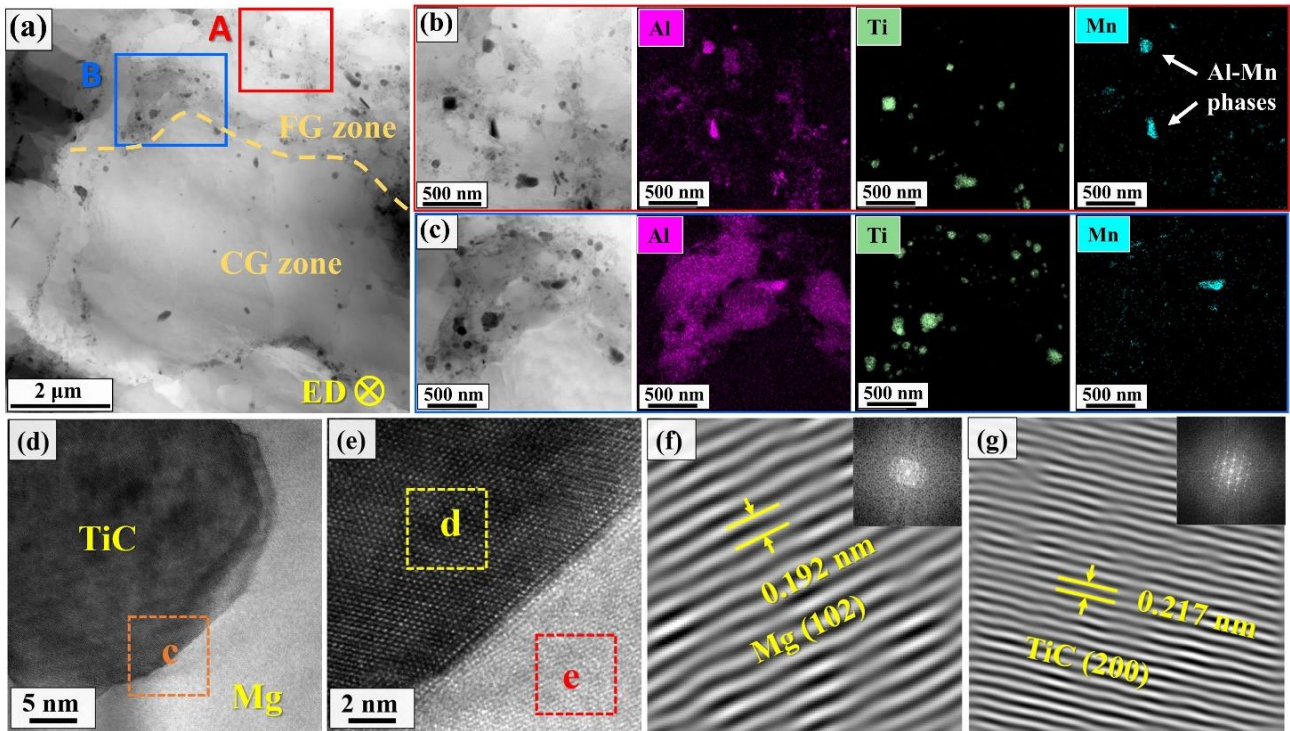 (a)
A
B
FG zone
CG zone
2 μm
ED
(b)
500 nm
Al
500 nm
Ti
500 nm
Mn
Al-Mn
phases
500 nm
(c)
500 nm
Al
500 nm
Ti
500 nm
Mn
500 nm
(d)
TiC
c
Mg
5 nm
(e)
d
e
2 nm
(f)
0.192 nm
Mg (102)
(g)
0.217 nm
TiC (200)